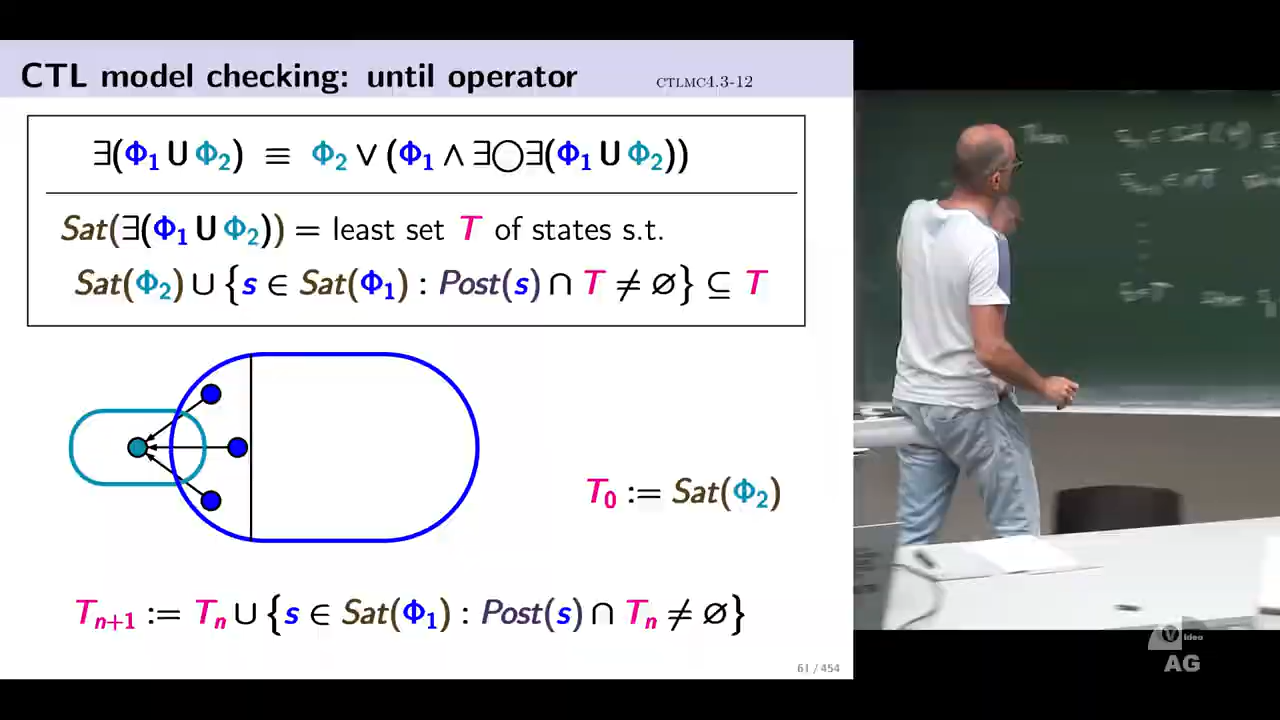 CTL model checking: until operator
CTLMC4.3-12
∃(Φ₁ U Φ₂) ≡ Φ₂ ∨ (Φ₁ ∧ ∃◯∃(Φ₁ U Φ₂))
Sat(∃(Φ₁ U Φ₂)) = least set T of states s.t.
Sat(Φ₂) ∪ {s ∈ Sat(Φ₁) : Post(s) ∩ T ≠ ∅} ⊆ T
T₀ := Sat(Φ₂)
Tₙ₊₁ := Tₙ ∪ {s ∈ Sat(Φ₁) : Post(s) ∩ Tₙ ≠ ∅}
61 / 454
Then
Video
AG